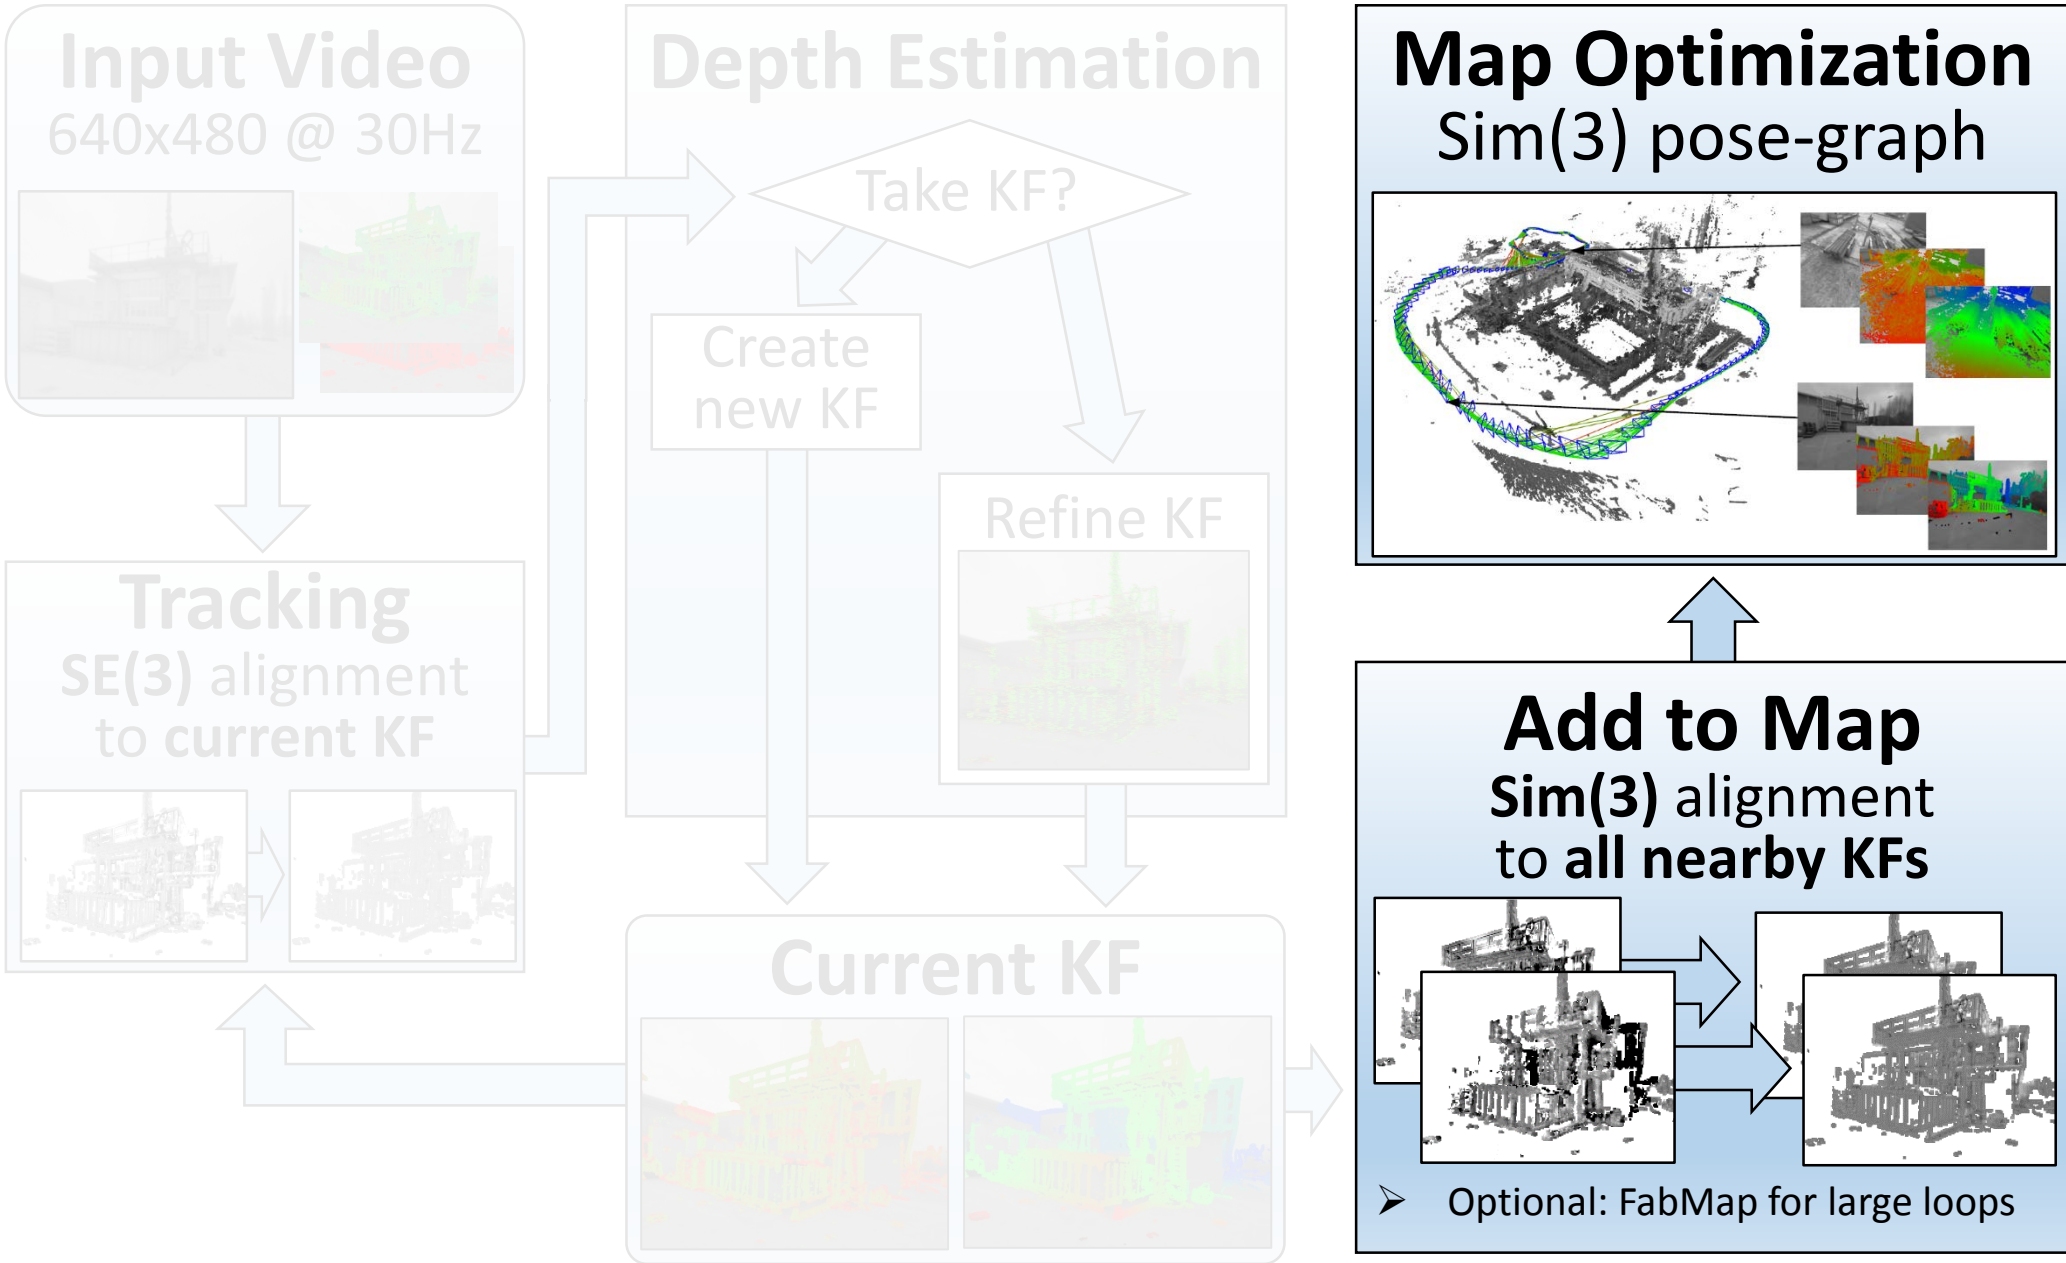 Input Video
640x480 @ 30Hz
Depth Estimation
Take KF?
Create
new KF
Refine KF
Tracking
SE(3) alignment
to current KF
Current KF
Map Optimization
Sim(3) pose-graph
Add to Map
Sim(3) alignment
to all nearby KFs
➢ Optional: FabMap for large loops